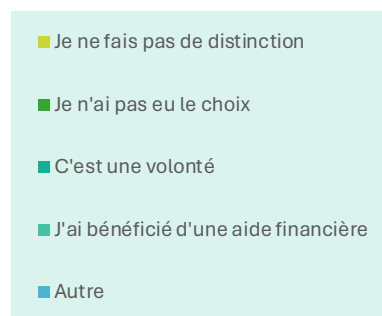 Je ne fais pas de distinction
Je n'ai pas eu le choix
C'est une volonté
J'ai bénéficié d'une aide financière
Autre